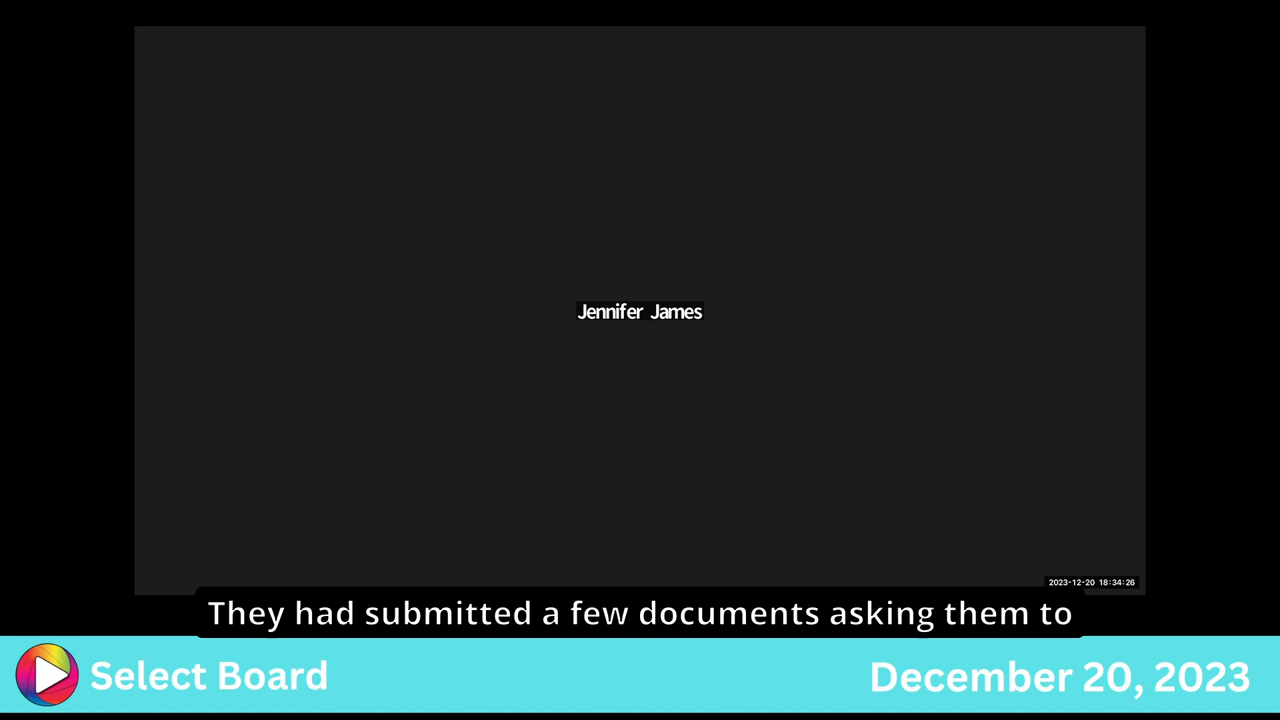 Jennifer James
2023-12-20 18:34:26
They had submitted a few documents asking them to
Select Board
December 20, 2023